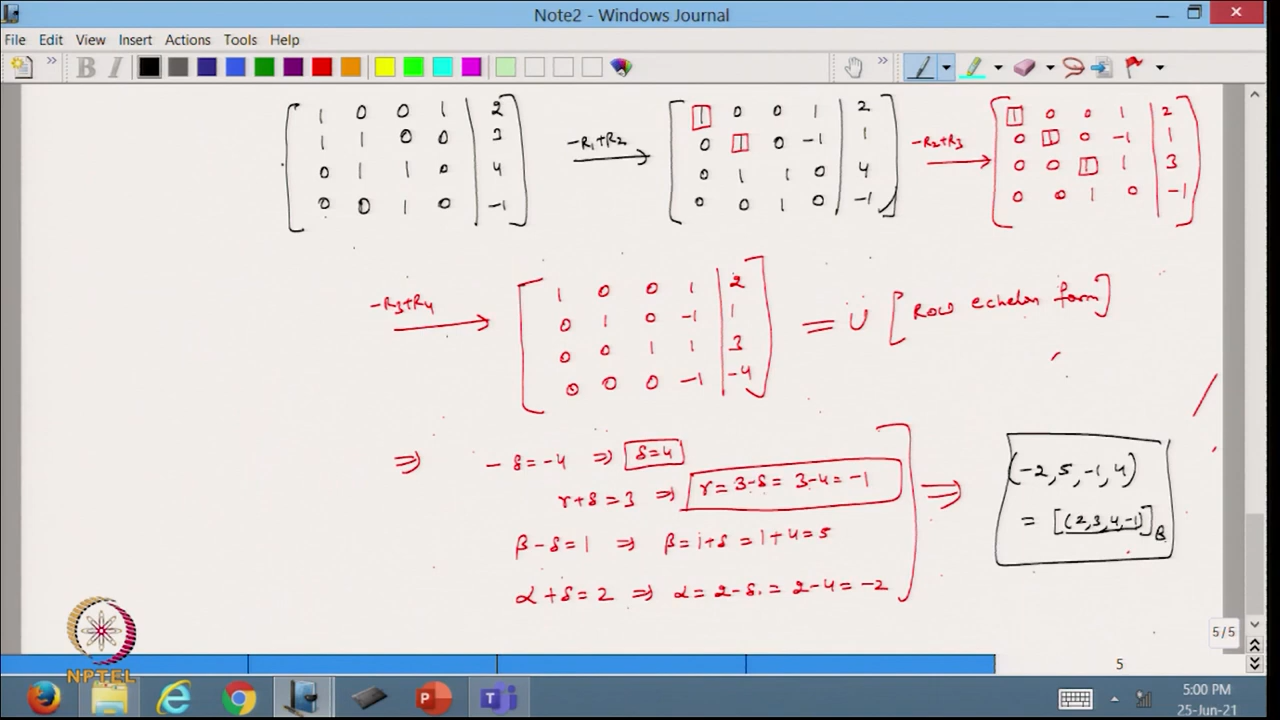 Note2 - Windows Journal
File Edit View Insert Actions Tools Help
1 0 0 1 | 2
1 1 0 0 | 3
0 1 1 0 | 4
0 0 1 0 | -1
-R1+R2
1 0 0 1 | 2
0 1 0 -1 | 1
0 1 1 0 | 4
0 0 1 0 | -1
-R2+R3
1 0 0 1 | 2
0 1 0 -1 | 1
0 0 1 1 | 3
0 0 1 0 | -1
-R3+R4
1 0 0 1 | 2
0 1 0 -1 | 1
0 0 1 1 | 3
0 0 0 -1 | -4
= U [Row echelon form]
⇒ -δ=-4 ⇒ δ=4
r+δ=3 ⇒ r=3-δ=3-4=-1
β-δ=1 ⇒ β=1+δ=1+4=5
α+δ=2 ⇒ α=2-δ.=2-4=-2
⇒ (-2,5,-1,4)
= [(2,3,4,-1)]B
NPTEL
5/5
5
5:00 PM
25-Jun-21